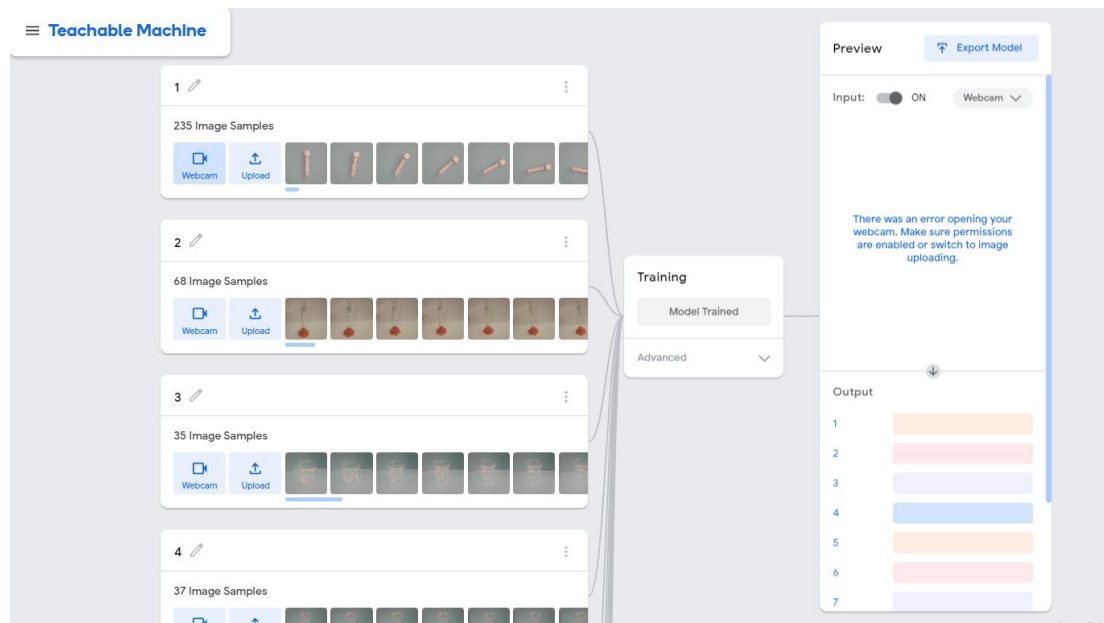 Teachable Machine
1
235 Image Samples
Webcam
Upload
2
68 Image Samples
Webcam
Upload
3
35 Image Samples
Webcam
Upload
4
37 Image Samples
Training
Model Trained
Advanced
Preview
Export Model
Input:
ON
Webcam
There was an error opening your
webcam. Make sure permissions
are enabled or switch to image
uploading.
Output
1
2
3
4
5
6
7